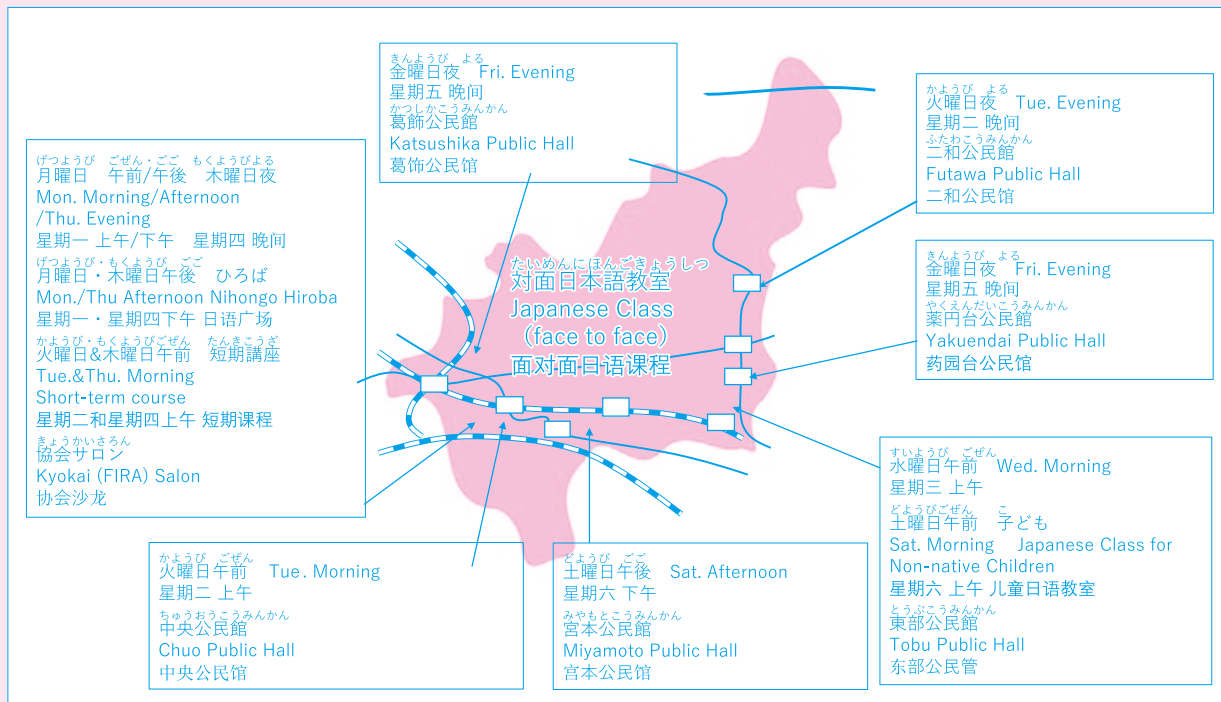 きんようび　よる
金曜日夜　Fri. Evening
星期五 晚间
かつしかこうみんかん
葛飾公民館
Katsushika Public Hall
葛饰公民馆
かようび　よる
火曜日夜　Tue. Evening
星期二 晚间
ふたわこうみんかん
二和公民館
Futawa Public Hall
二和公民馆
げつようび　ごぜん・ごご　もくようびよる
月曜日　午前/午後　木曜日夜
Mon. Morning/Afternoon
/Thu. Evening
星期一 上午/下午　星期四 晚间
げつようび・もくようび　ごご
月曜日・木曜日午後　ひろば
Mon./Thu Afternoon Nihongo Hiroba
星期一・星期四下午 日语广场
かようび・もくようびごぜん　たんきこうざ
火曜日&木曜日午前　短期講座
Tue.&Thu. Morning
Short-term course
星期二和星期四上午 短期课程
きょうかいさろん
協会サロン
Kyokai (FIRA) Salon
协会沙龙
たいめんにほんごきょうしつ
対面日本語教室
Japanese Class
(face to face)
面对面日语课程
きんようび　よる
金曜日夜　Fri. Evening
星期五 晚间
やくえんだいこうみんかん
薬円台公民館
Yakuendai Public Hall
药园台公民馆
すいようび　ごぜん
水曜日午前　Wed. Morning
星期三 上午
どようびごぜん　こ
土曜日午前　子ども
Sat. Morning　Japanese Class for
Non-native Children
星期六 上午 儿童日语教室
とうぶこうみんかん
東部公民館
Tobu Public Hall
东部公民管
かようび　ごぜん
火曜日午前　Tue. Morning
星期二 上午
ちゅうおうこうみんかん
中央公民館
Chuo Public Hall
中央公民馆
どようび　ごご
土曜日午後　Sat. Afternoon
星期六 下午
みやもとこうみんかん
宮本公民館
Miyamoto Public Hall
宫本公民馆